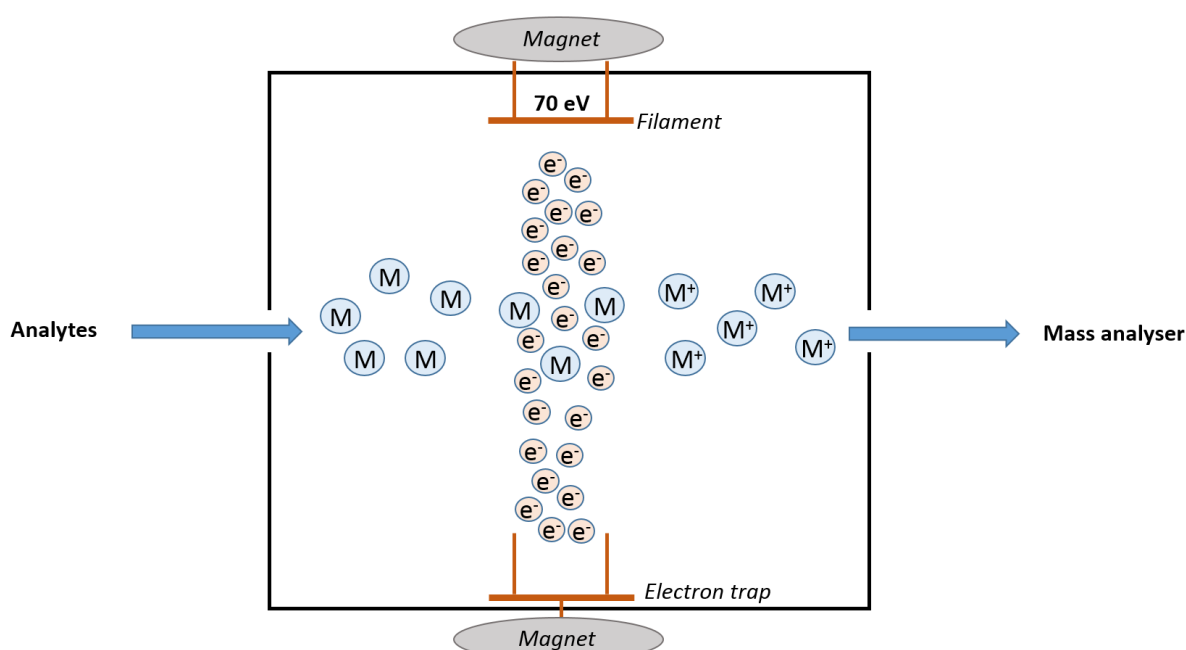 Magnet
70 eV
Filament
e⁻
e⁻
e⁻
e⁻ e⁻
e⁻
e⁻
e⁻ e⁻
M
e⁻
M M M M⁺ M⁺
Analytes
M
e⁻
M⁺
Mass analyser
e⁻ e⁻
M⁺
M M M M⁺
e⁻ e⁻
e⁻ e⁻
e⁻ e⁻
e⁻
e⁻
e⁻
e⁻ e⁻
Electron trap
Magnet